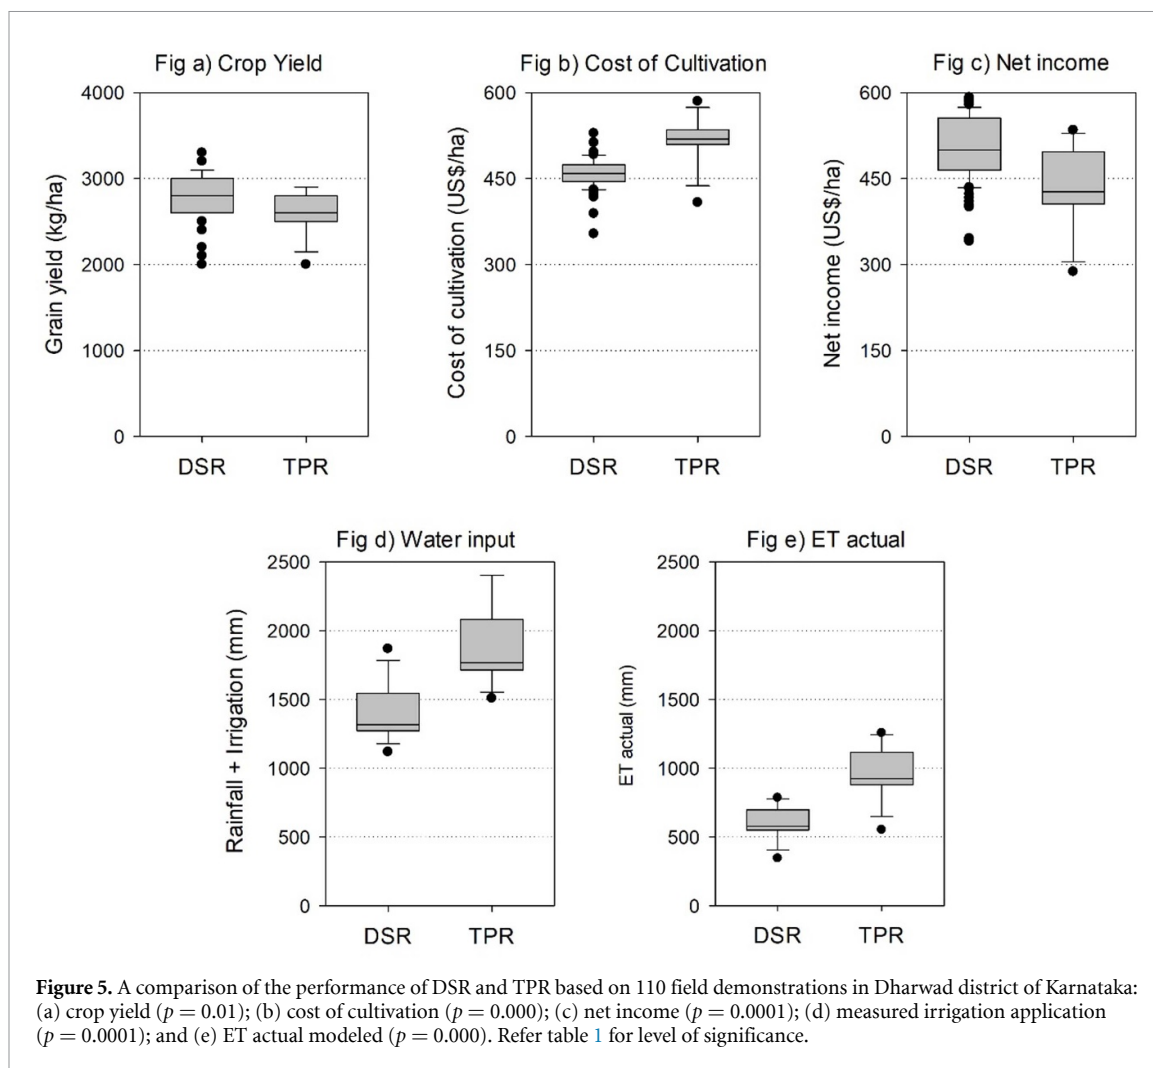 Fig a) Crop Yield
Grain yield (kg/ha)
4000
3000
2000
1000
0
DSR TPR
Fig b) Cost of Cultivation
Cost of cultivation (US$/ha)
600
450
300
150
0
DSR TPR
Fig c) Net income
Net income (US$/ha)
600
450
300
150
0
DSR TPR
Fig d) Water input
Rainfall + Irrigation (mm)
2500
2000
1500
1000
500
0
DSR TPR
Fig e) ET actual
ET actual (mm)
2500
2000
1500
1000
500
0
DSR TPR
Figure 5. A comparison of the performance of DSR and TPR based on 110 field demonstrations in Dharwad district of Karnataka:
(a) crop yield (p = 0.01); (b) cost of cultivation (p = 0.000); (c) net income (p = 0.0001); (d) measured irrigation application
(p = 0.0001); and (e) ET actual modeled (p = 0.000). Refer table 1 for level of significance.